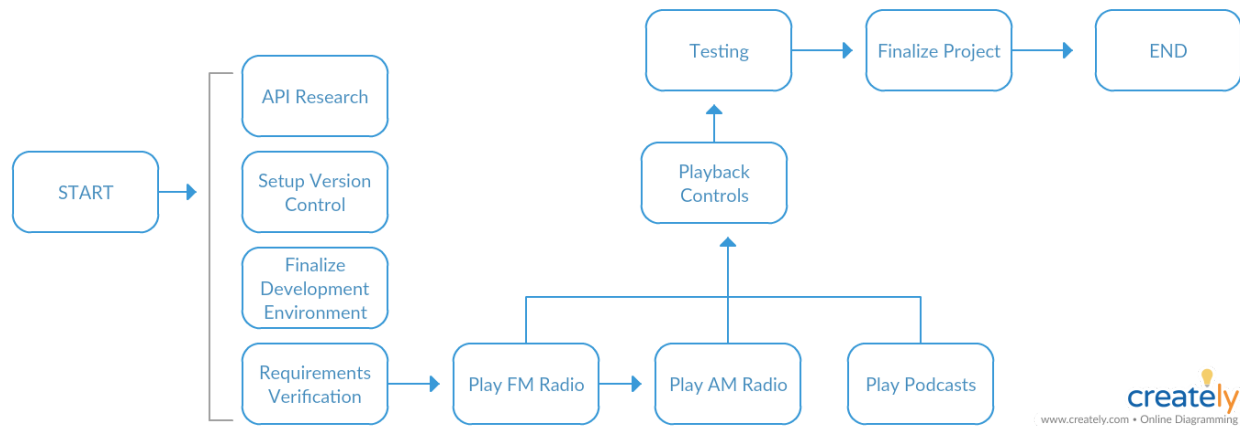 START
API Research
Setup Version
Control
Finalize
Development
Environment
Requirements
Verification
Play FM Radio
Play AM Radio
Play Podcasts
Playback
Controls
Testing
Finalize Project
END
creately
www.creately.com • Online Diagramming